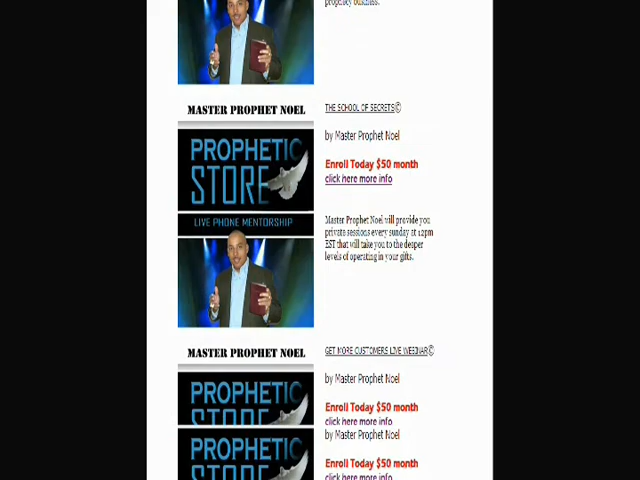 prophecy business.
MASTER PROPHET NOEL
THE SCHOOL OF SECRETS©
by Master Prophet Noel
PROPHETIC
STORE
Enroll Today $50 month
click here more info
LIVE PHONE MENTORSHIP
Master Prophet Noel will provide you
private sessions every sunday at 12pm
EST that will take you to the deeper
levels of operating in your gifts.
MASTER PROPHET NOEL
GET MORE CUSTOMERS LIVE WEBINAR©
by Master Prophet Noel
PROPHETIC
STORE
Enroll Today $50 month
click here more info
by Master Prophet Noel
PROPHETIC
STORE
Enroll Today $50 month
click here more info